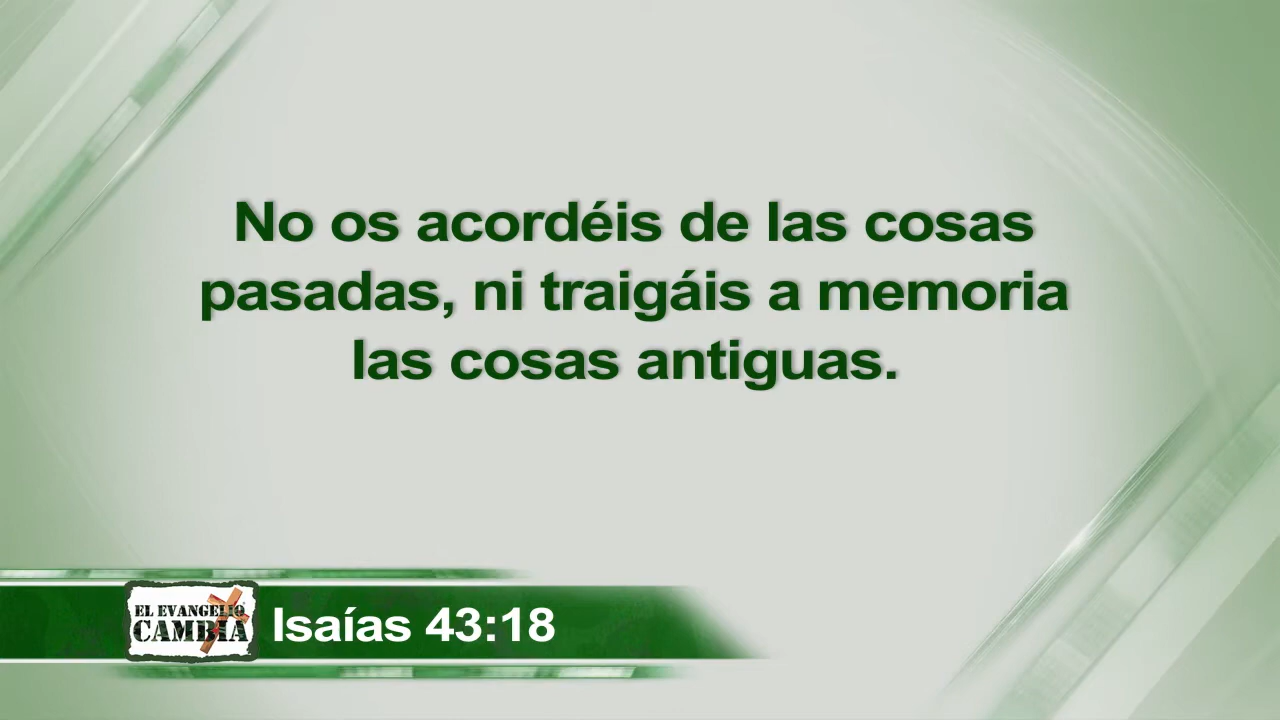 No os acordéis de las cosas
pasadas, ni traigáis a memoria
las cosas antiguas.
EL EVANGELIO
CAMBIA
Isaías 43:18